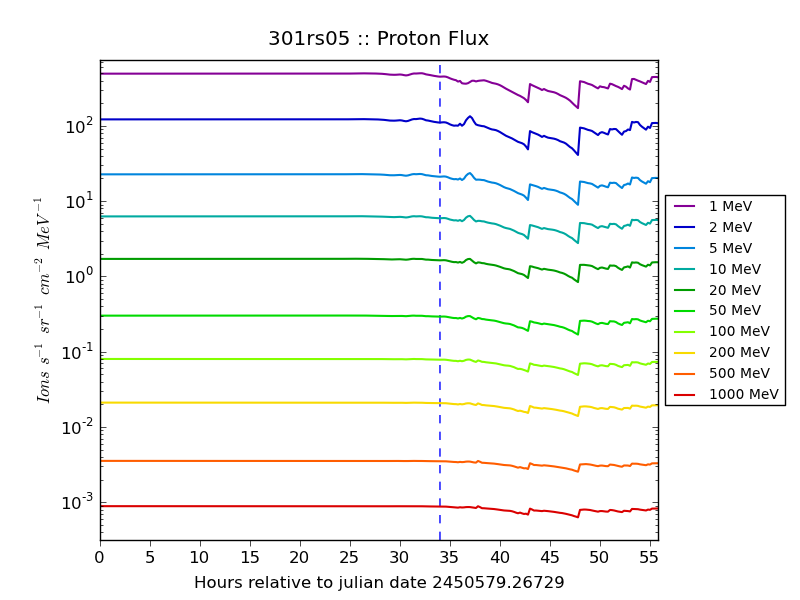 301rs05 :: Proton Flux
Ions s⁻¹ sr⁻¹ cm⁻² MeV⁻¹
10²
10¹
10⁰
10⁻¹
10⁻²
10⁻³
0 5 10 15 20 25 30 35 40 45 50 55
Hours relative to julian date 2450579.26729
1 MeV
2 MeV
5 MeV
10 MeV
20 MeV
50 MeV
100 MeV
200 MeV
500 MeV
1000 MeV